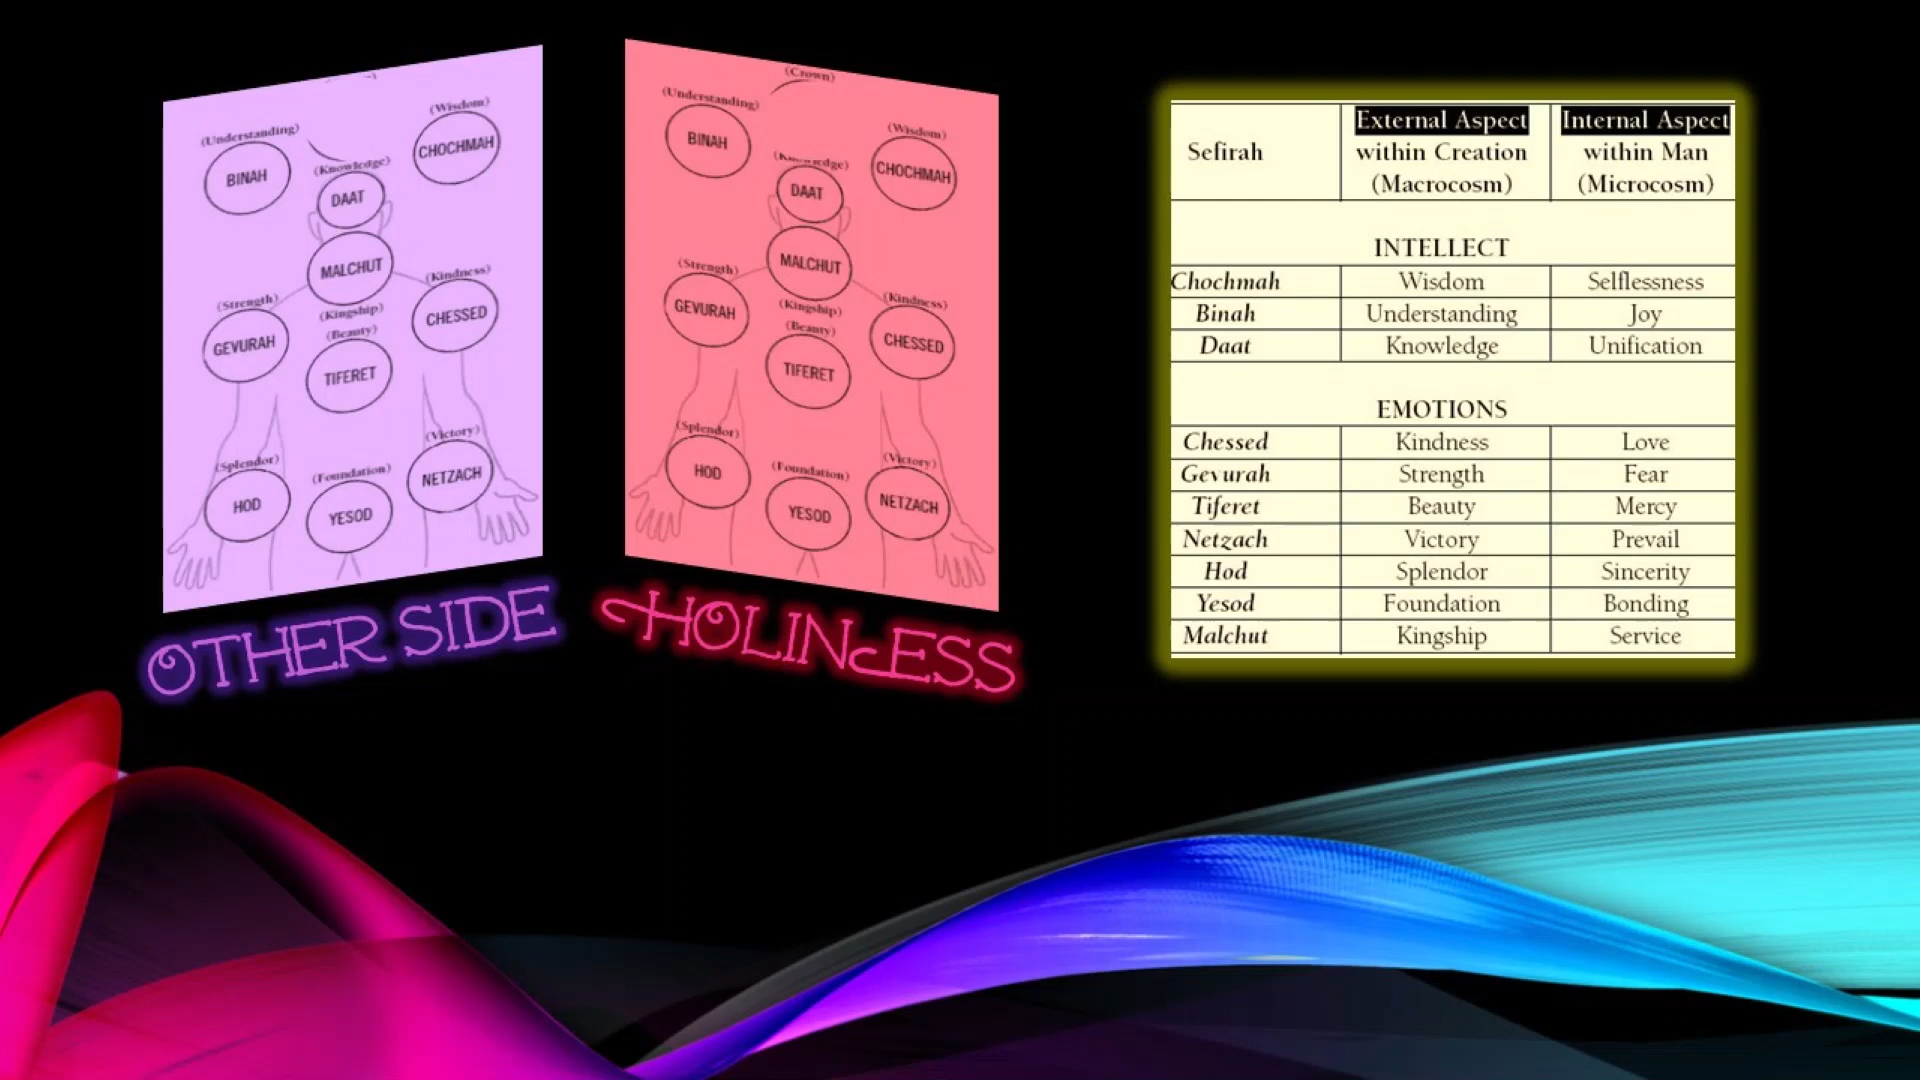 (Understanding)
(Wisdom)
BINAH
CHOCHMAH
(Knowledge)
DAAT
MALCHUT
(Strength)
(Kindness)
GEVURAH
(Kingship)
CHESSED
(Beauty)
TIFERET
(Splendor)
(Victory)
HOD
(Foundation)
NETZACH
YESOD
OTHER SIDE
(Crown)
(Understanding)
(Wisdom)
BINAH
CHOCHMAH
(Knowledge)
DAAT
MALCHUT
(Strength)
(Kindness)
GEVURAH
(Kingship)
CHESSED
(Beauty)
TIFERET
(Splendor)
(Victory)
HOD
(Foundation)
NETZACH
YESOD
HOLINESS
Sefirah External Aspect within Creation (Macrocosm) Internal Aspect within Man (Microcosm)
INTELLECT
Chochmah Wisdom Selflessness
Binah Understanding Joy
Daat Knowledge Unification
EMOTIONS
Chessed Kindness Love
Gevurah Strength Fear
Tiferet Beauty Mercy
Netzach Victory Prevail
Hod Splendor Sincerity
Yesod Foundation Bonding
Malchut Kingship Service